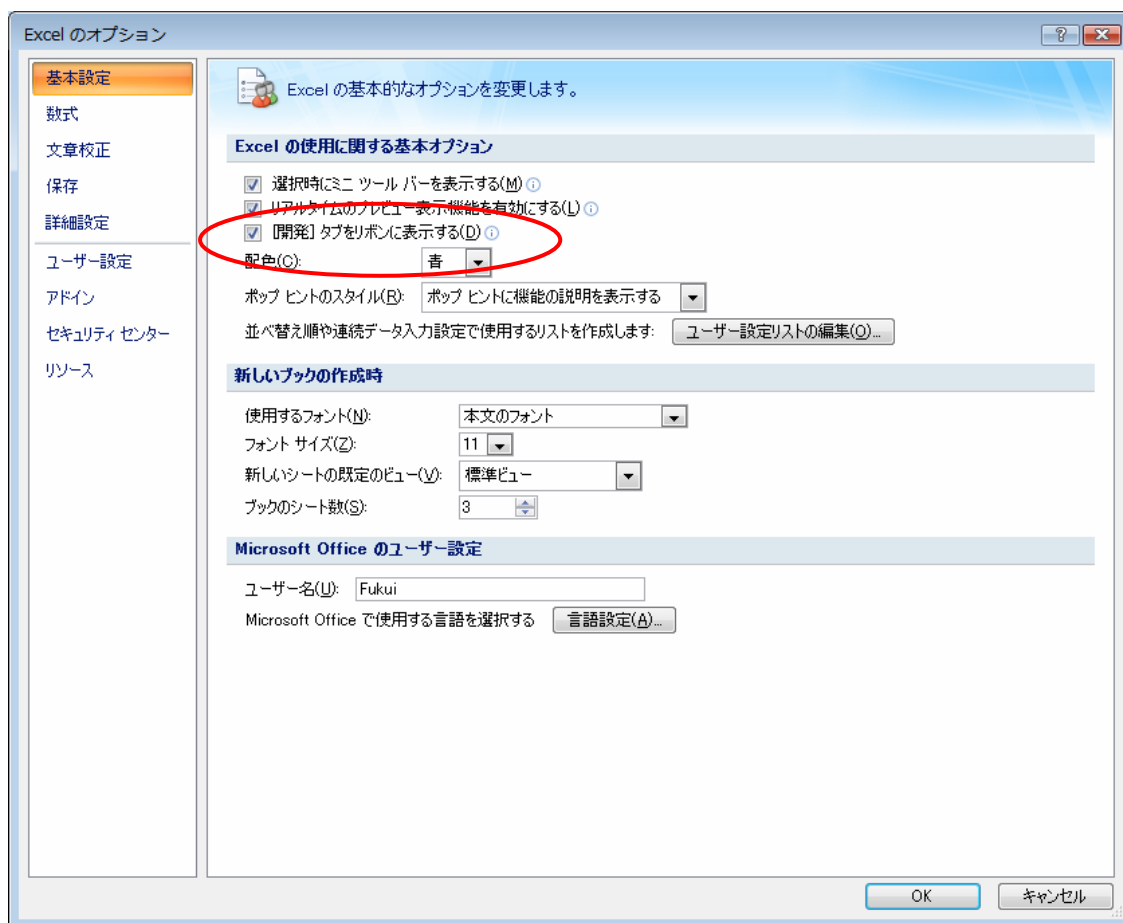 Excel のオプション
基本設定
数式
文章校正
保存
詳細設定
ユーザー設定
アドイン
セキュリティ センター
リソース
Excel の基本的なオプションを変更します。
Excel の使用に関する基本オプション
選択時にミニ ツール バーを表示する(M)
リアルタイムのプレビュー表示機能を有効にする(L)
[開発] タブをリボンに表示する(D)
配色(C): 青
ポップ ヒントのスタイル(R): ポップ ヒントに機能の説明を表示する
並べ替え順や連続データ入力設定で使用するリストを作成します: ユーザー設定リストの編集(O)...
新しいブックの作成時
使用するフォント(N): 本文のフォント
フォント サイズ(Z): 11
新しいシートの既定のビュー(V): 標準ビュー
ブックのシート数(S): 3
Microsoft Office のユーザー設定
ユーザー名(U): Fukui
Microsoft Office で使用する言語を選択する 言語設定(A)...
OK キャンセル